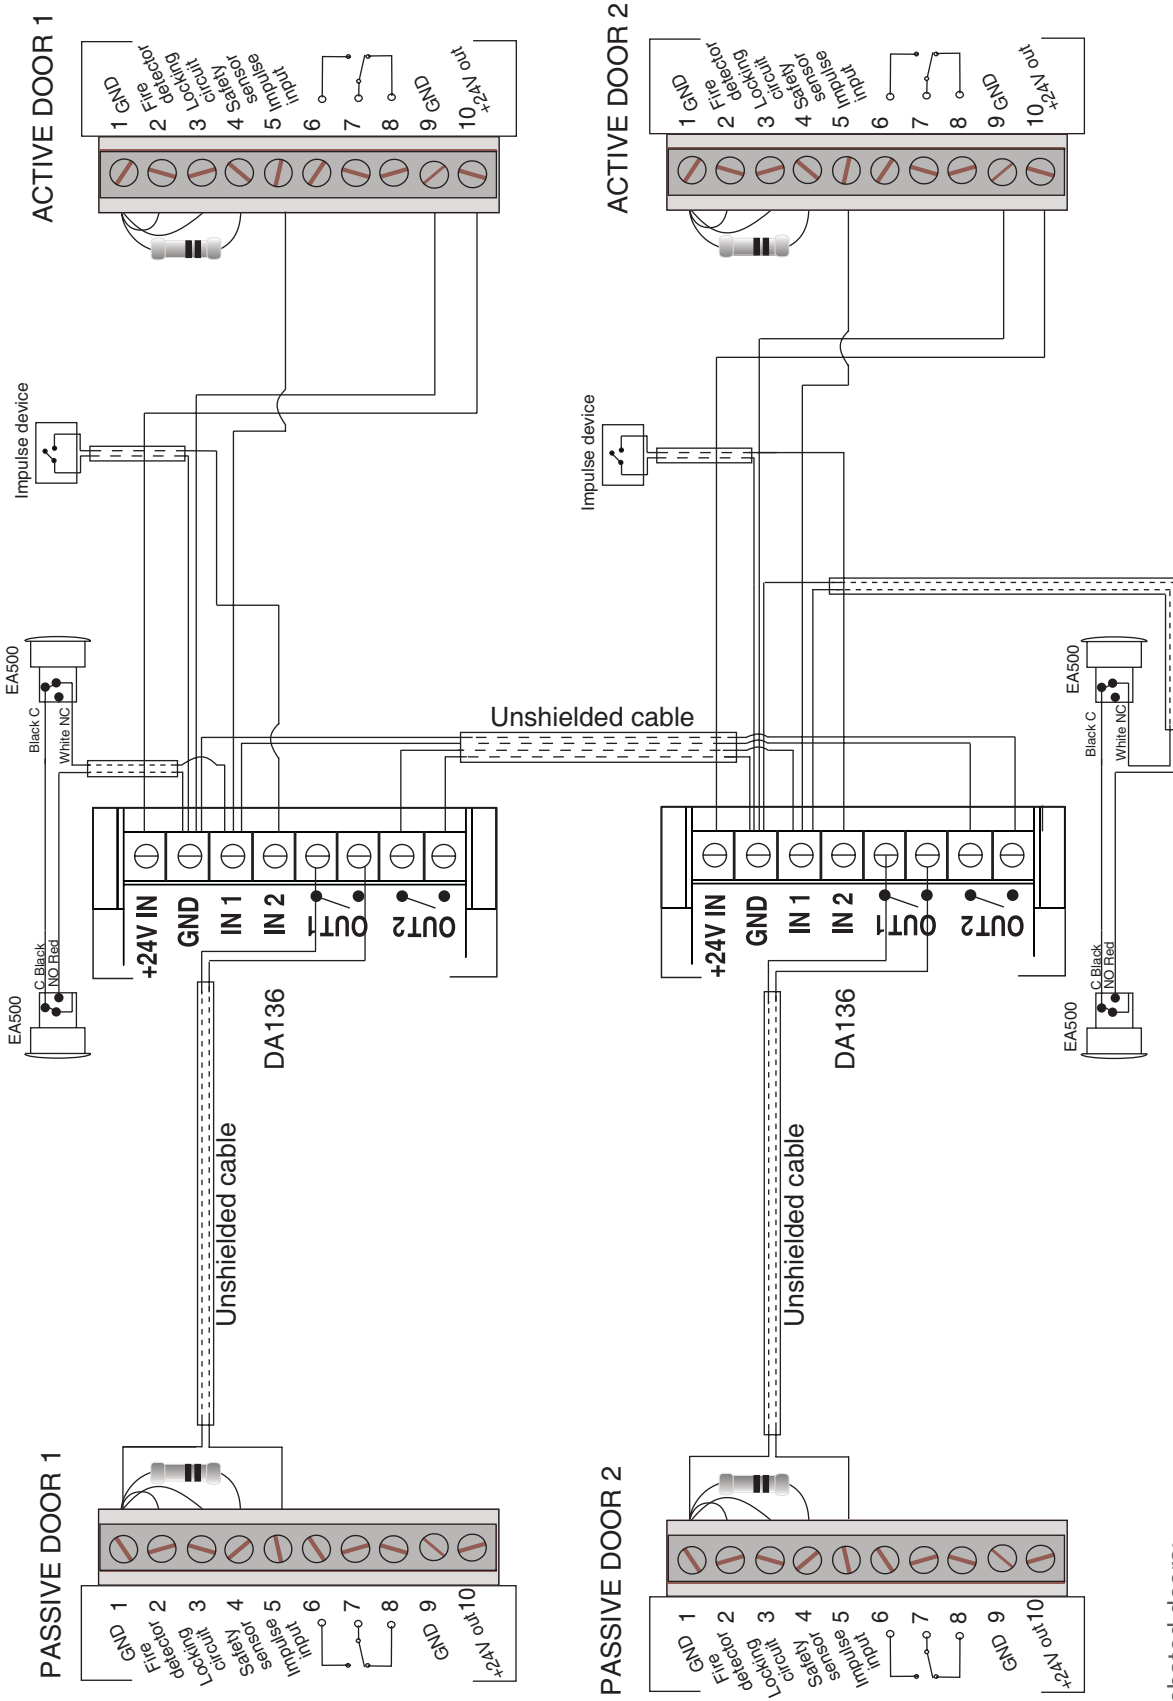 ACTIVE DOOR 1
1
GND
2
Fire
detector
3
Locking
circuit
4
Safety
sensor
5
Impulse
input
6
7
8
9
GND
10
+24V out
ACTIVE DOOR 2
1
GND
2
Fire
detector
3
Locking
circuit
4
Safety
sensor
5
Impulse
input
6
7
8
9
GND
10
+24V out
Impulse device
Impulse device
EA500
Black C
White NC
EA500
C Black
NO Red
Unshielded cable
EA500
Black C
White NC
EA500
C Black
NO Red
+24V IN
GND
IN 1
IN 2
OUT1
OUT2
DA136
+24V IN
GND
IN 1
IN 2
OUT1
OUT2
DA136
Unshielded cable
Unshielded cable
PASSIVE DOOR 1
1
GND
2
Fire
detector
3
Locking
circuit
4
Safety
sensor
5
Impulse
input
6
7
8
9
GND
10
+24V out
PASSIVE DOOR 2
1
GND
2
Fire
detector
3
Locking
circuit
4
Safety
sensor
5
Impulse
input
6
7
8
9
GND
10
+24V out